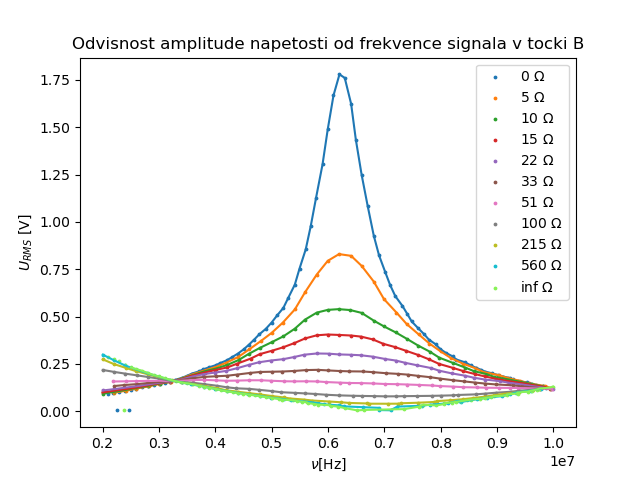 Odvisnost amplitude napetosti od frekvence signala v tocki B
1.75
1.50
1.25
1.00
0.75
0.50
0.25
0.00
U_{RMS} [V]
0 Ω
5 Ω
10 Ω
15 Ω
22 Ω
33 Ω
51 Ω
100 Ω
215 Ω
560 Ω
inf Ω
0.2 0.3 0.4 0.5 0.6 0.7 0.8 0.9 1.0
1e7
ν[Hz]